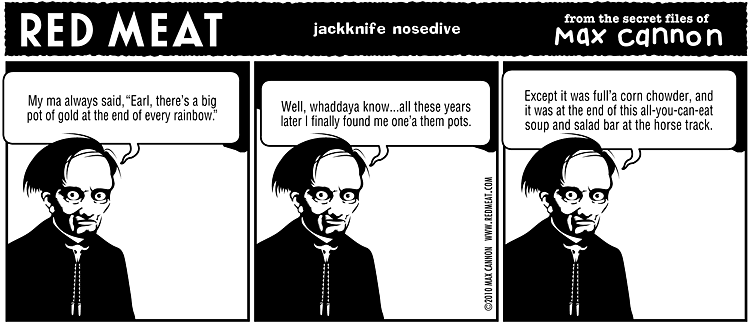 RED MEAT
jackknife nosedive
from the secret files of
Max cannon
My ma always said, "Earl, there's a big
pot of gold at the end of every rainbow."
Well, whaddaya know...all these years
later I finally found me one'a them pots.
©2010 MAX CANNON WWW.REDMEAT.COM
Except it was full'a corn chowder, and
it was at the end of this all-you-can-eat
soup and salad bar at the horse track.